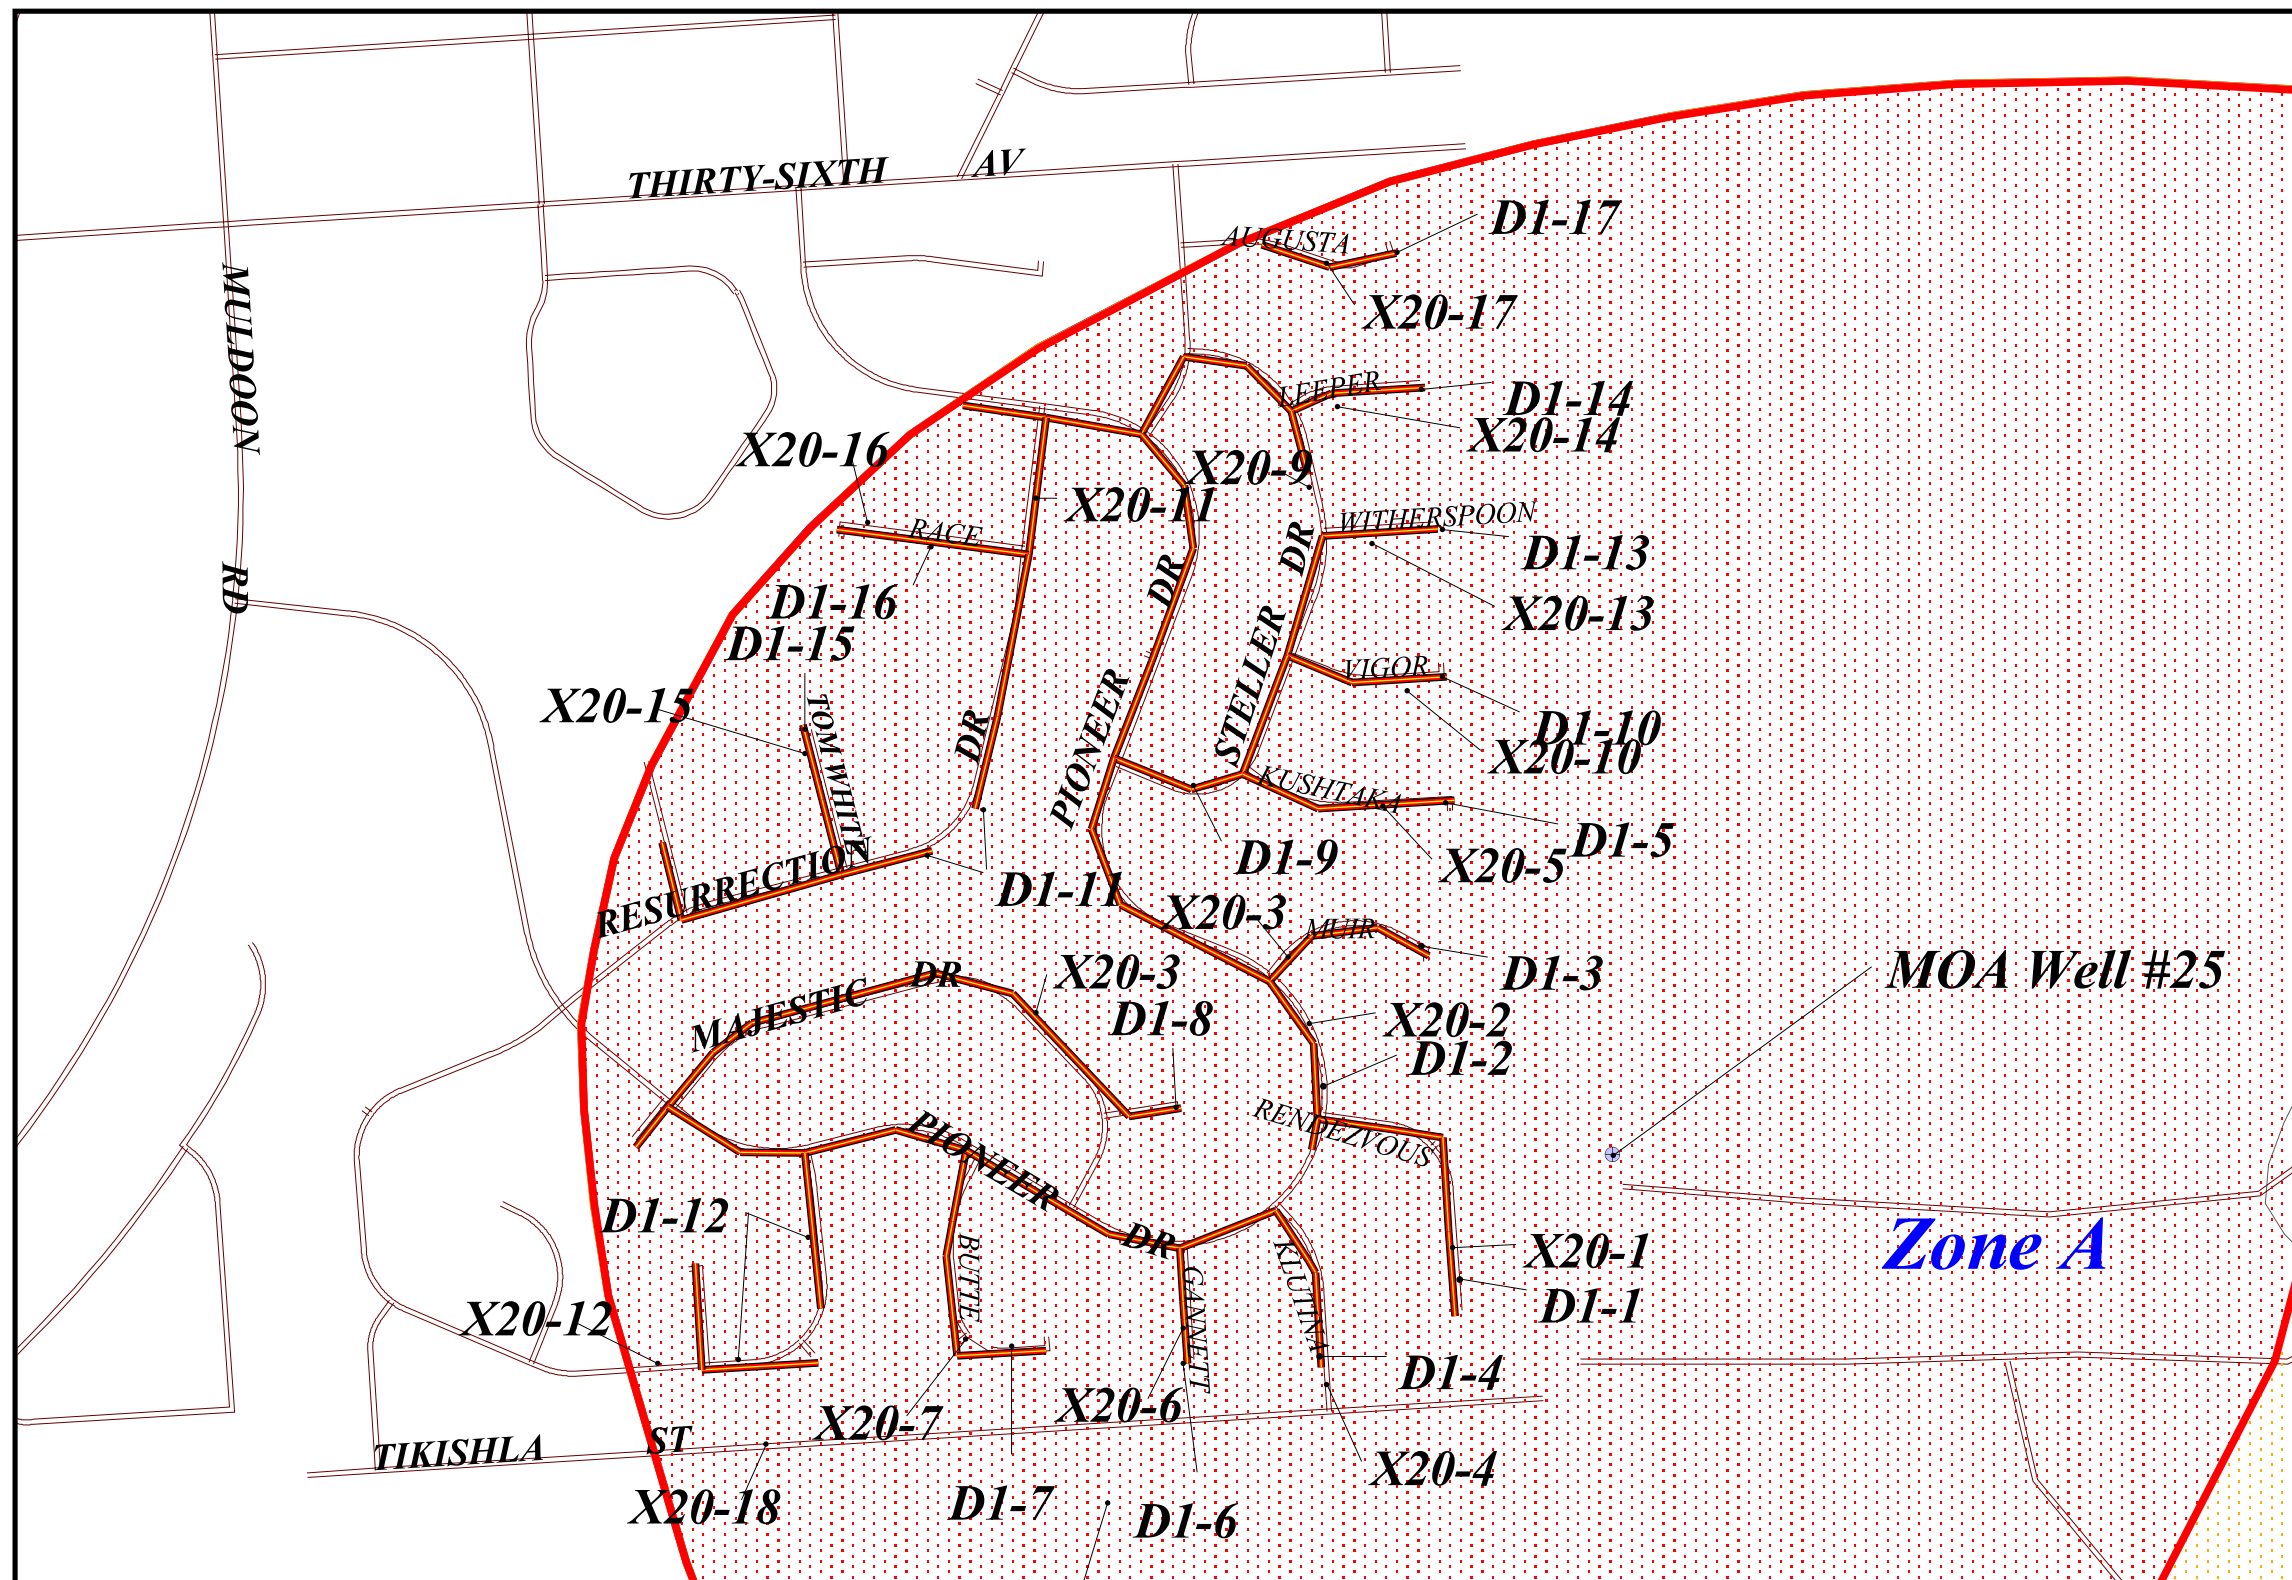 THIRTY-SIXTH AV
D1-17
AUGUSTA
X20-17
MULDOON RD
LEEPER
D1-14
X20-14
X20-16
X20-9
X20-11
WITHERSPOON
RACE
D1-13
D1-16
X20-13
D1-15
PIONEER DR
STELLER DR
VIGOR
X20-15
TOM WHITE
D1-10
X20-10
KUSHTAKA
D1-5
D1-9
X20-5
RESURRECTION DR
D1-11
X20-3
MUIR
D1-3
MOA Well #25
MAJESTIC DR
X20-3
D1-8
X20-2
D1-2
RENDEZVOUS
PIONEER DR
D1-12
Zone A
BUTTE
GANNETT
KLUTINA
X20-1
D1-1
X20-12
D1-4
X20-6
X20-7
TIKISHLA ST
X20-4
X20-18
D1-7
D1-6